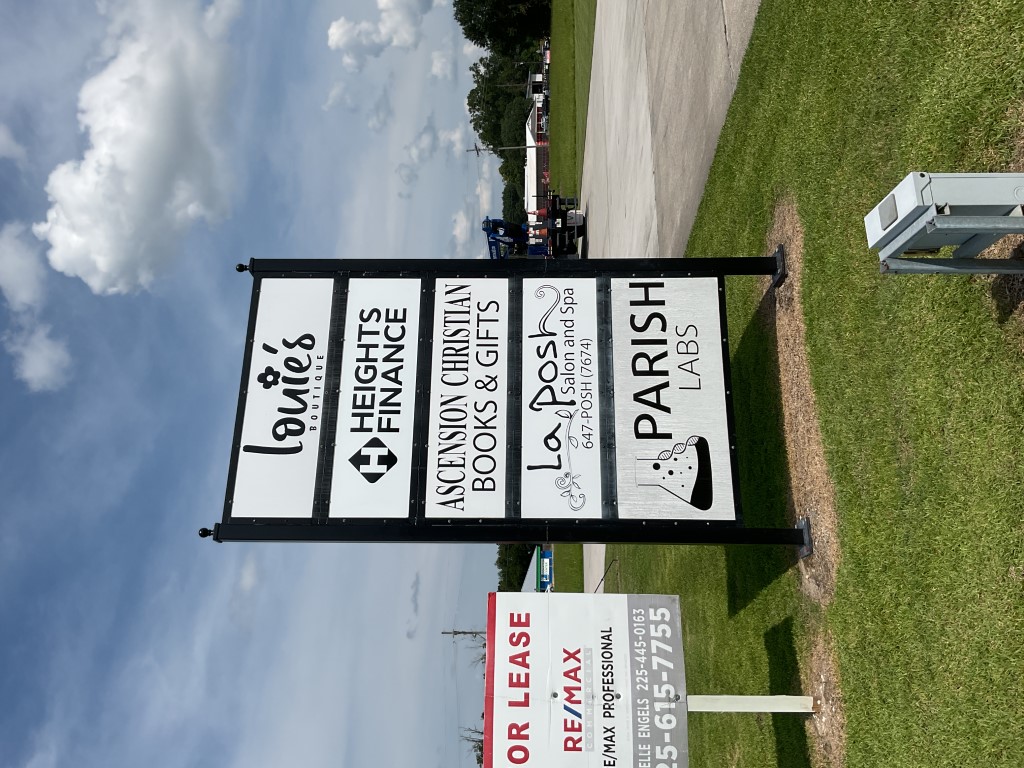 Louie's
BOUTIQUE
HEIGHTS
FINANCE
ASCENSION CHRISTIAN
BOOKS & GIFTS
La Posh
Salon and Spa
647-POSH (7674)
PARISH
LABS
OR LEASE
RE/MAX
COMMERCIAL
E/MAX PROFESSIONAL
ELLE ENGELS 225-445-0163
25-615-7755